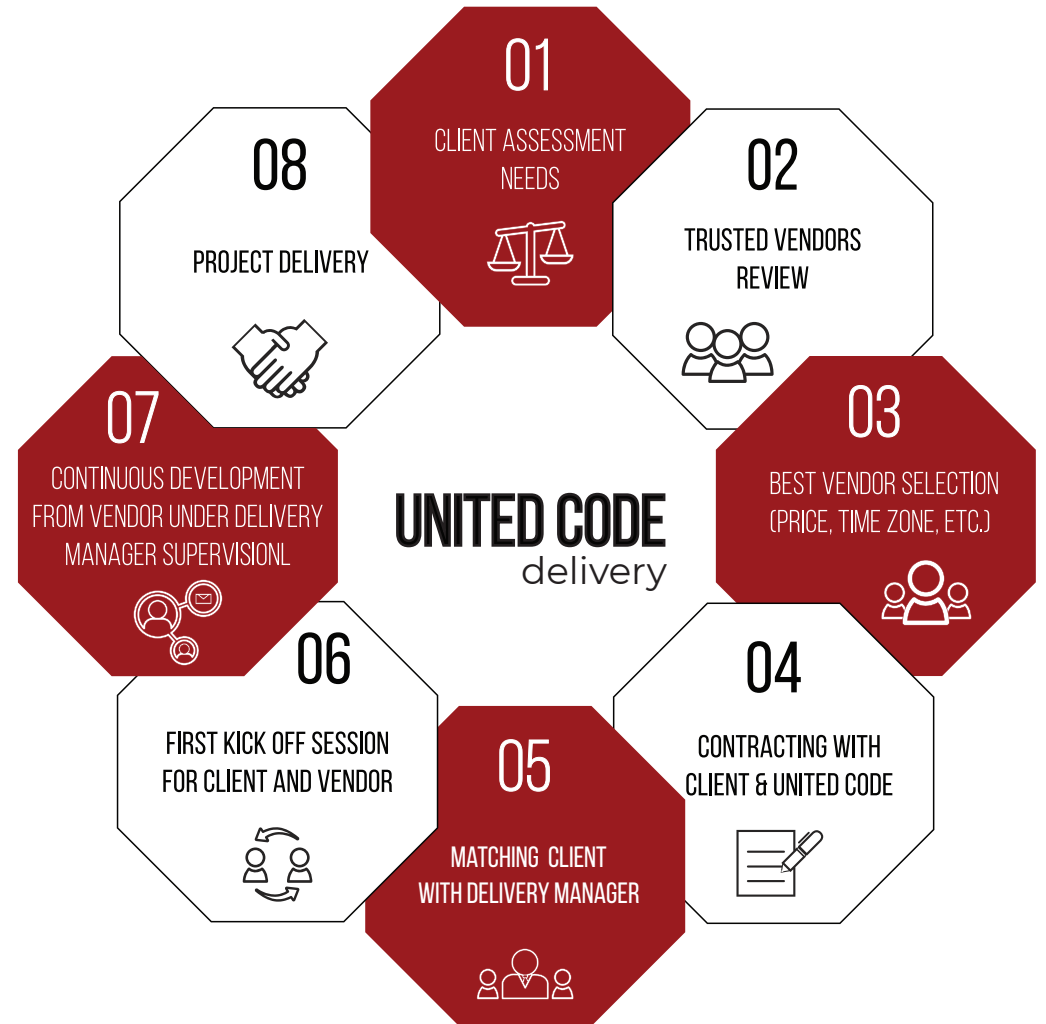 01
CLIENT ASSESSMENT
NEEDS
02
TRUSTED VENDORS
REVIEW
03
BEST VENDOR SELECTION
(PRICE, TIME ZONE, ETC.)
04
CONTRACTING WITH
CLIENT & UNITED CODE
05
MATCHING CLIENT
WITH DELIVERY MANAGER
06
FIRST KICK OFF SESSION
FOR CLIENT AND VENDOR
07
CONTINUOUS DEVELOPMENT
FROM VENDOR UNDER DELIVERY
MANAGER SUPERVISIONL
08
PROJECT DELIVERY
UNITED CODE
delivery